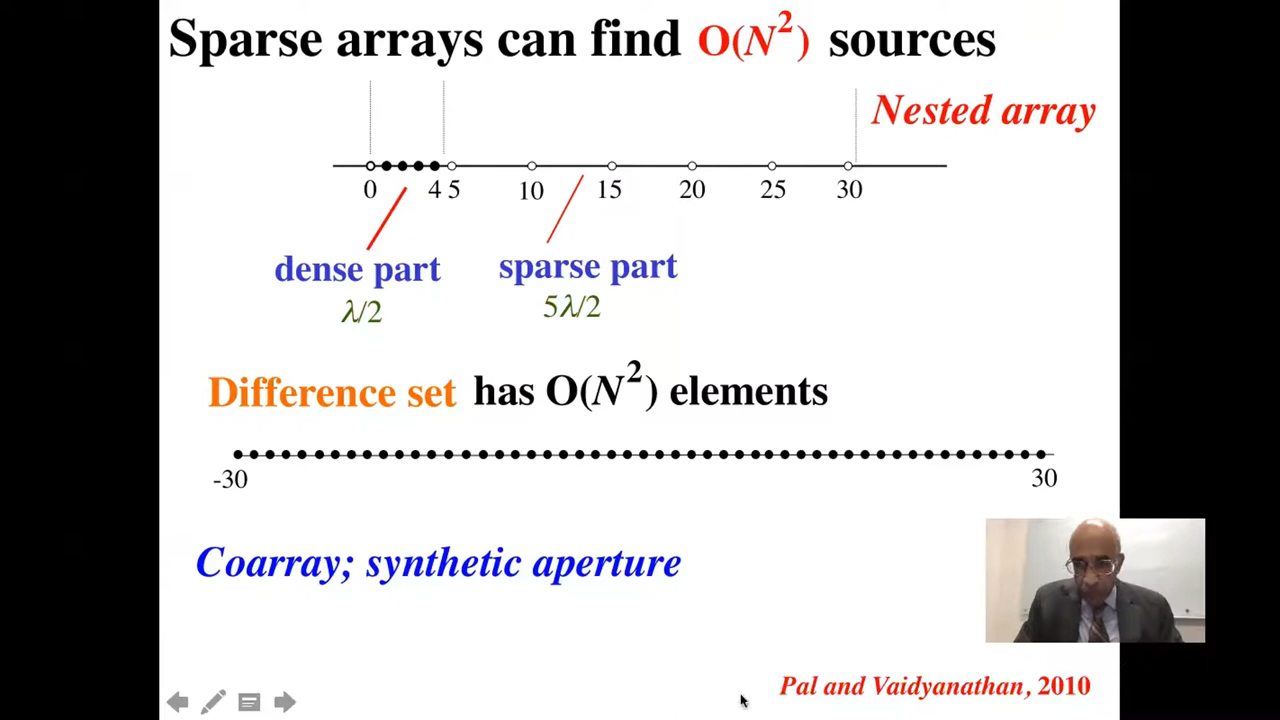 Sparse arrays can find O(N²) sources
Nested array
0 4 5 10 15 20 25 30
dense part sparse part
λ/2 5λ/2
Difference set has O(N²) elements
-30 30
Coarray; synthetic aperture
Pal and Vaidyanathan, 2010